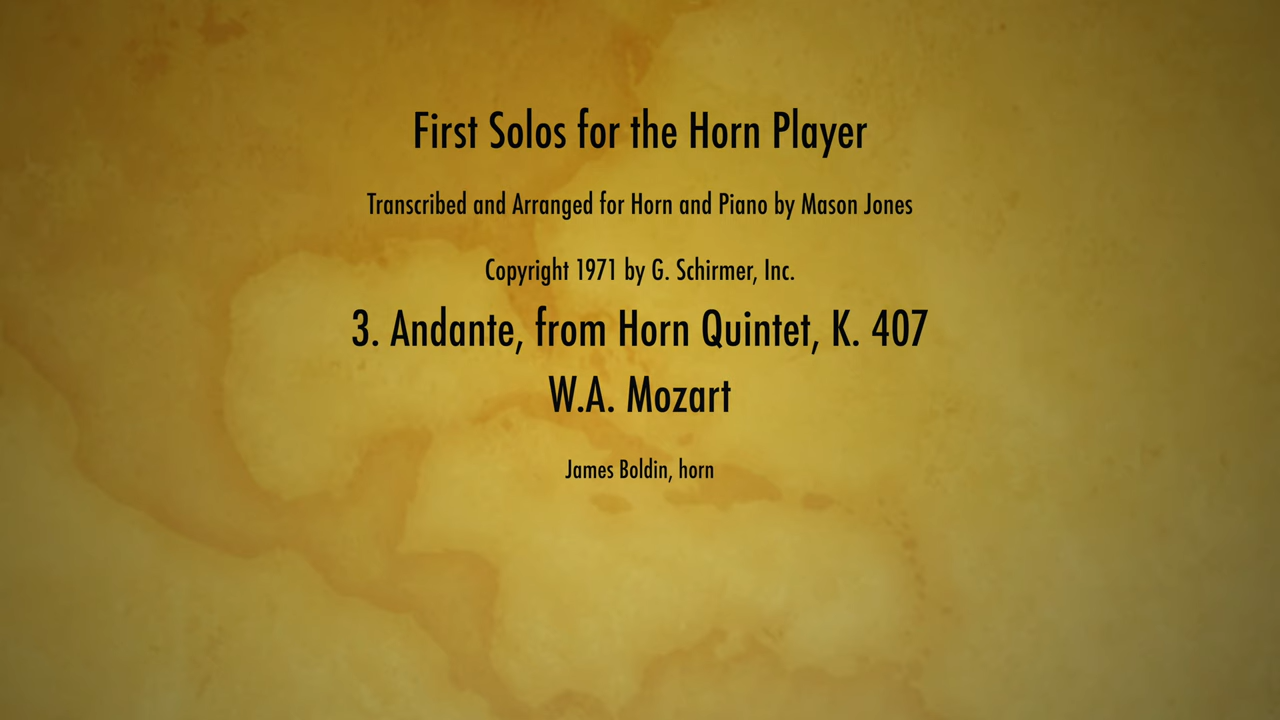 First Solos for the Horn Player
Transcribed and Arranged for Horn and Piano by Mason Jones
Copyright 1971 by G. Schirmer, Inc.
3. Andante, from Horn Quintet, K. 407
W.A. Mozart
James Boldin, horn